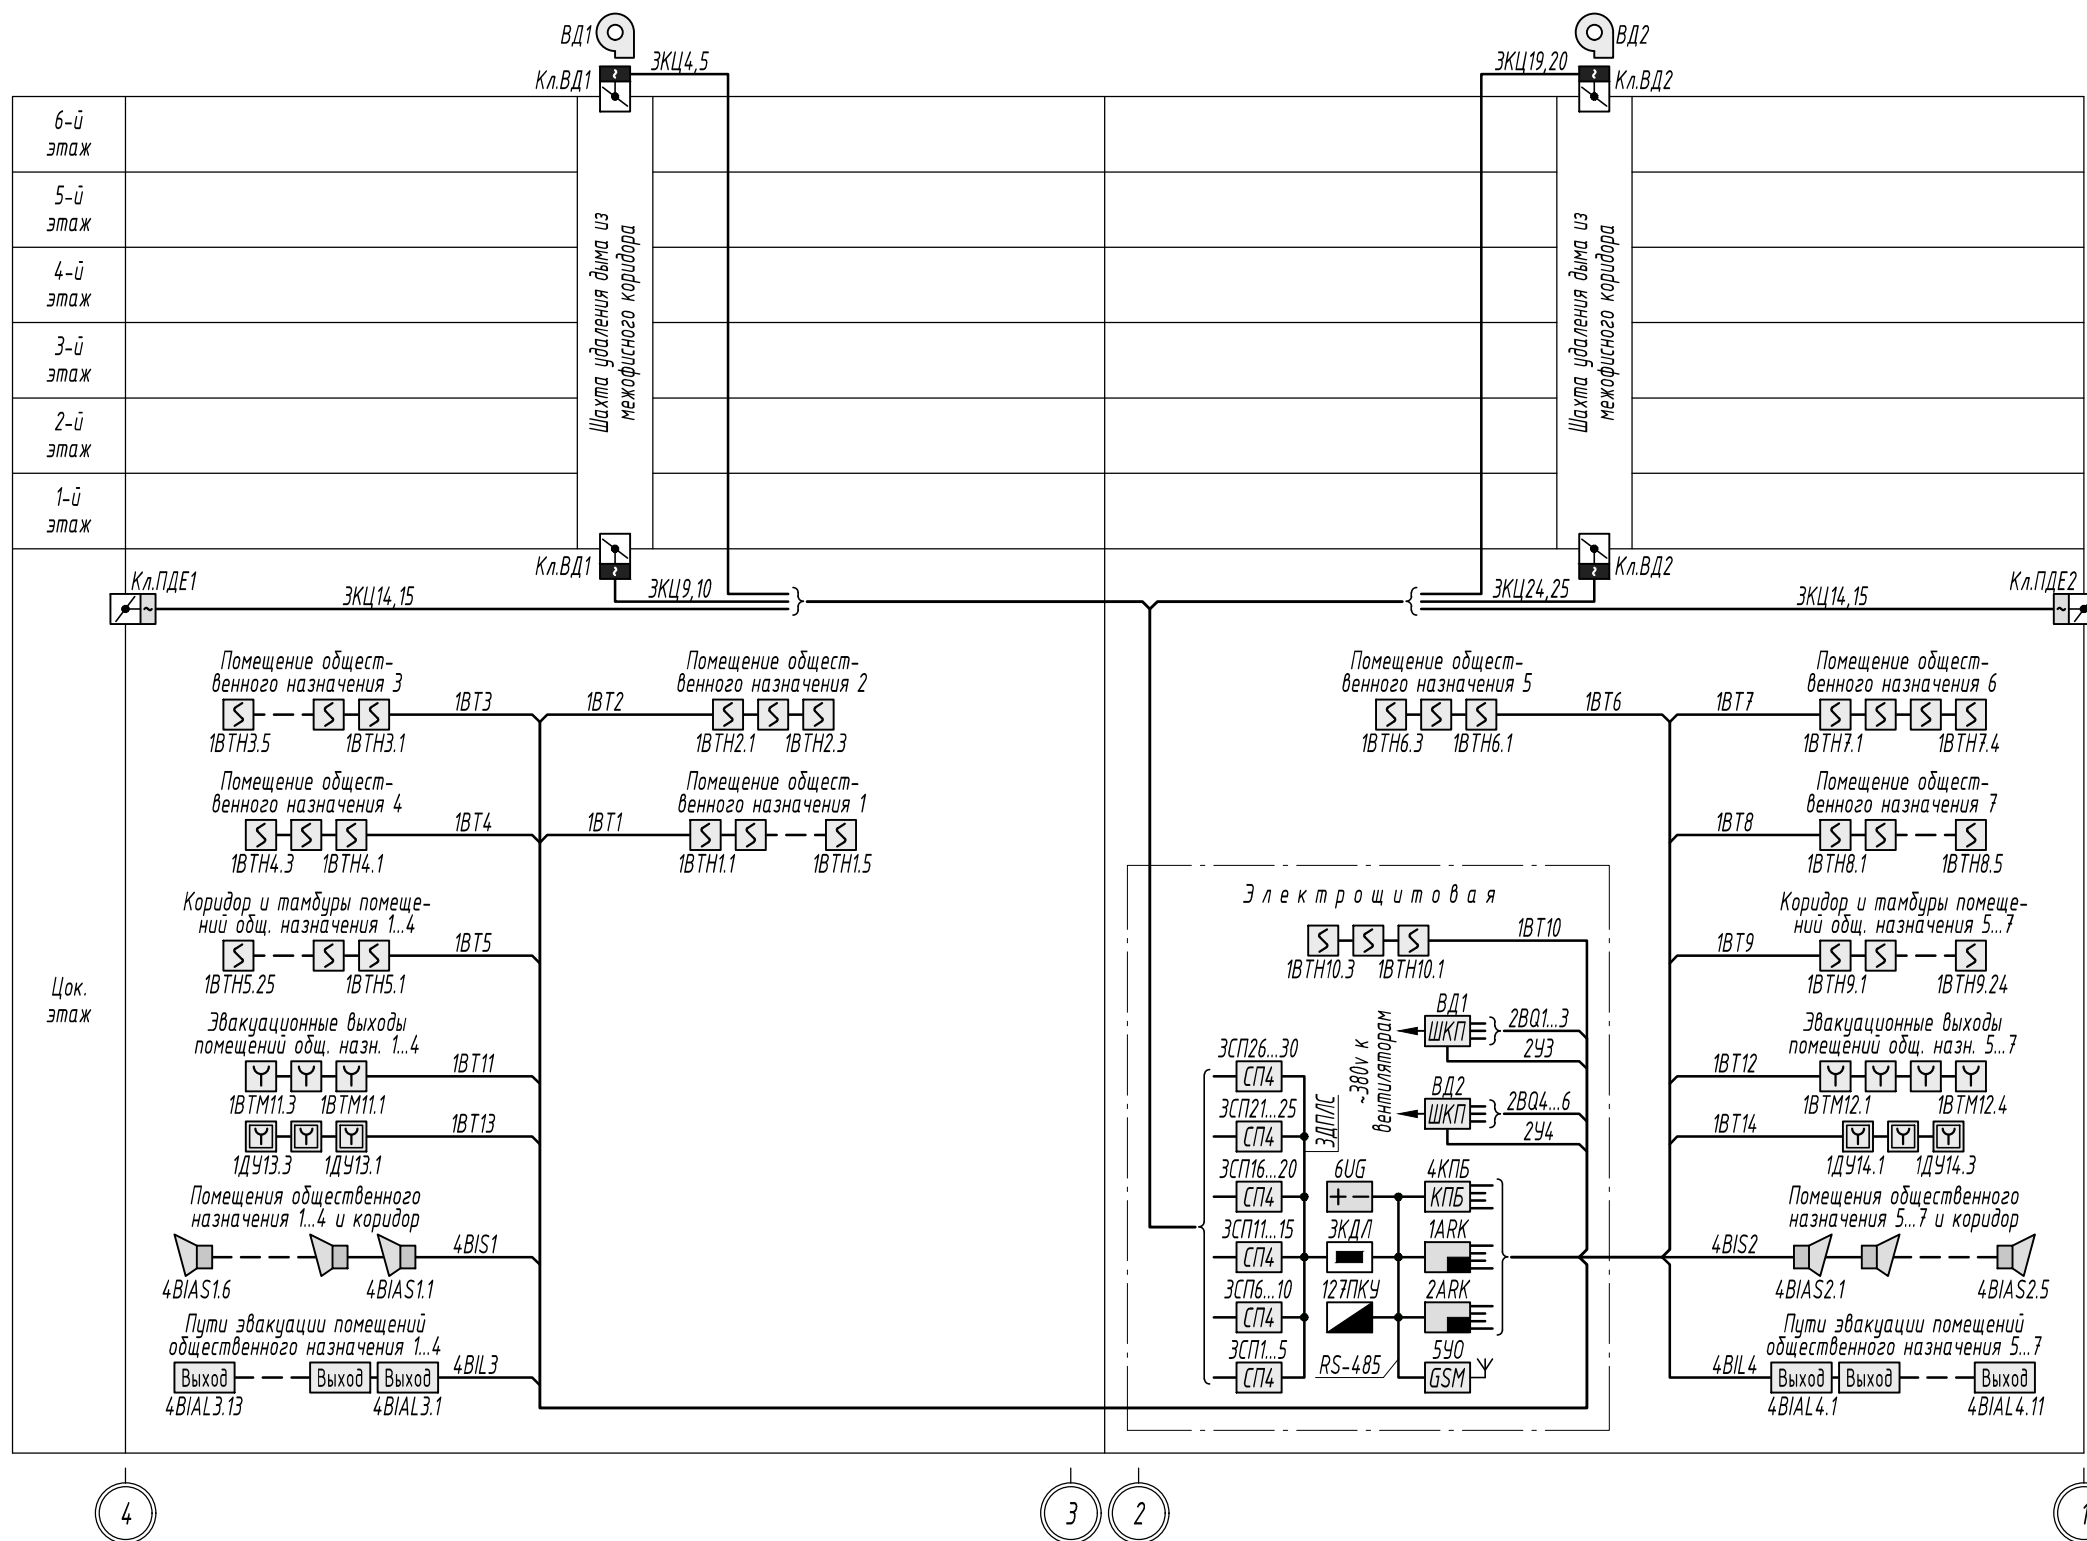 ВД1
ВД2
Кл.ВД1
3КЦ4,5
3КЦ19,20
Кл.ВД2
6-й
этаж
5-й
этаж
4-й
этаж
3-й
этаж
2-й
этаж
1-й
этаж
Шахта удаления дыма из
межофисного коридора
Шахта удаления дыма из
межофисного коридора
Кл.ВД1
Кл.ВД2
Кл.ПДЕ1
3КЦ14,15
3КЦ9,10
3КЦ24,25
3КЦ14,15
Кл.ПДЕ2
Помещение общест-
венного назначения 3
1ВТ3
1ВТН3.5
1ВТН3.1
Помещение общест-
венного назначения 2
1ВТ2
1ВТН2.1
1ВТН2.3
Помещение общест-
венного назначения 5
1ВТ6
1ВТН6.3
1ВТН6.1
Помещение общест-
венного назначения 6
1ВТ7
1ВТН7.1
1ВТН7.4
Помещение общест-
венного назначения 4
1ВТ4
1ВТН4.3
1ВТН4.1
Помещение общест-
венного назначения 1
1ВТ1
1ВТН1.1
1ВТН1.5
Помещение общест-
венного назначения 7
1ВТ8
1ВТН8.1
1ВТН8.5
Цок.
этаж
Коридор и тамбуры помеще-
ний общ. назначения 1...4
1ВТ5
1ВТН5.25
1ВТН5.1
Электрощитовая
1ВТ10
1ВТН10.3
1ВТН10.1
Коридор и тамбуры помеще-
ний общ. назначения 5...7
1ВТ9
1ВТН9.1
1ВТН9.24
Эвакуационные выходы
помещений общ. назн. 1...4
1ВТ11
1ВТМ11.3
1ВТМ11.1
1ВТ13
1ДУ13.3
1ДУ13.1
~380v к
вентиляторам
ВД1
ШКП
2BQ1...3
2У3
ВД2
ШКП
2BQ4...6
2У4
3СП26...30
СП4
3СП21...25
СП4
3ДПЛС
3СП16...20
СП4
3СП11...15
СП4
3СП6...10
СП4
3СП1...5
СП4
6UG
3КДЛ
127ПКУ
RS-485
4КПБ
КПБ
1ARK
2ARK
5УО
GSM
Эвакуационные выходы
помещений общ. назн. 5...7
1ВТ12
1ВТМ12.1
1ВТМ12.4
1ВТ14
1ДУ14.1
1ДУ14.3
Помещения общественного
назначения 1...4 и коридор
4BIS1
4BIAS1.6
4BIAS1.1
Помещения общественного
назначения 5...7 и коридор
4BIS2
4BIAS2.1
4BIAS2.5
Пути эвакуации помещений
общественного назначения 1...4
Выход
Выход
Выход
4BIL3
4BIAL3.13
4BIAL3.1
Пути эвакуации помещений
общественного назначения 5...7
4BIL4
Выход
Выход
Выход
4BIAL4.1
4BIAL4.11
4
3
2
1